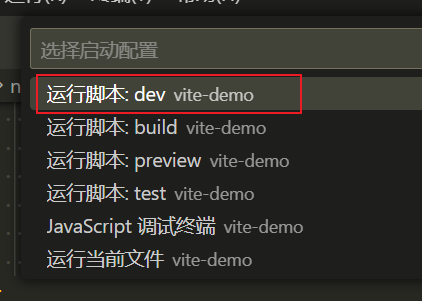 选择启动配置
n
运行脚本: dev vite-demo
运行脚本: build vite-demo
运行脚本: preview vite-demo
运行脚本: test vite-demo
JavaScript 调试终端 vite-demo
运行当前文件 vite-demo